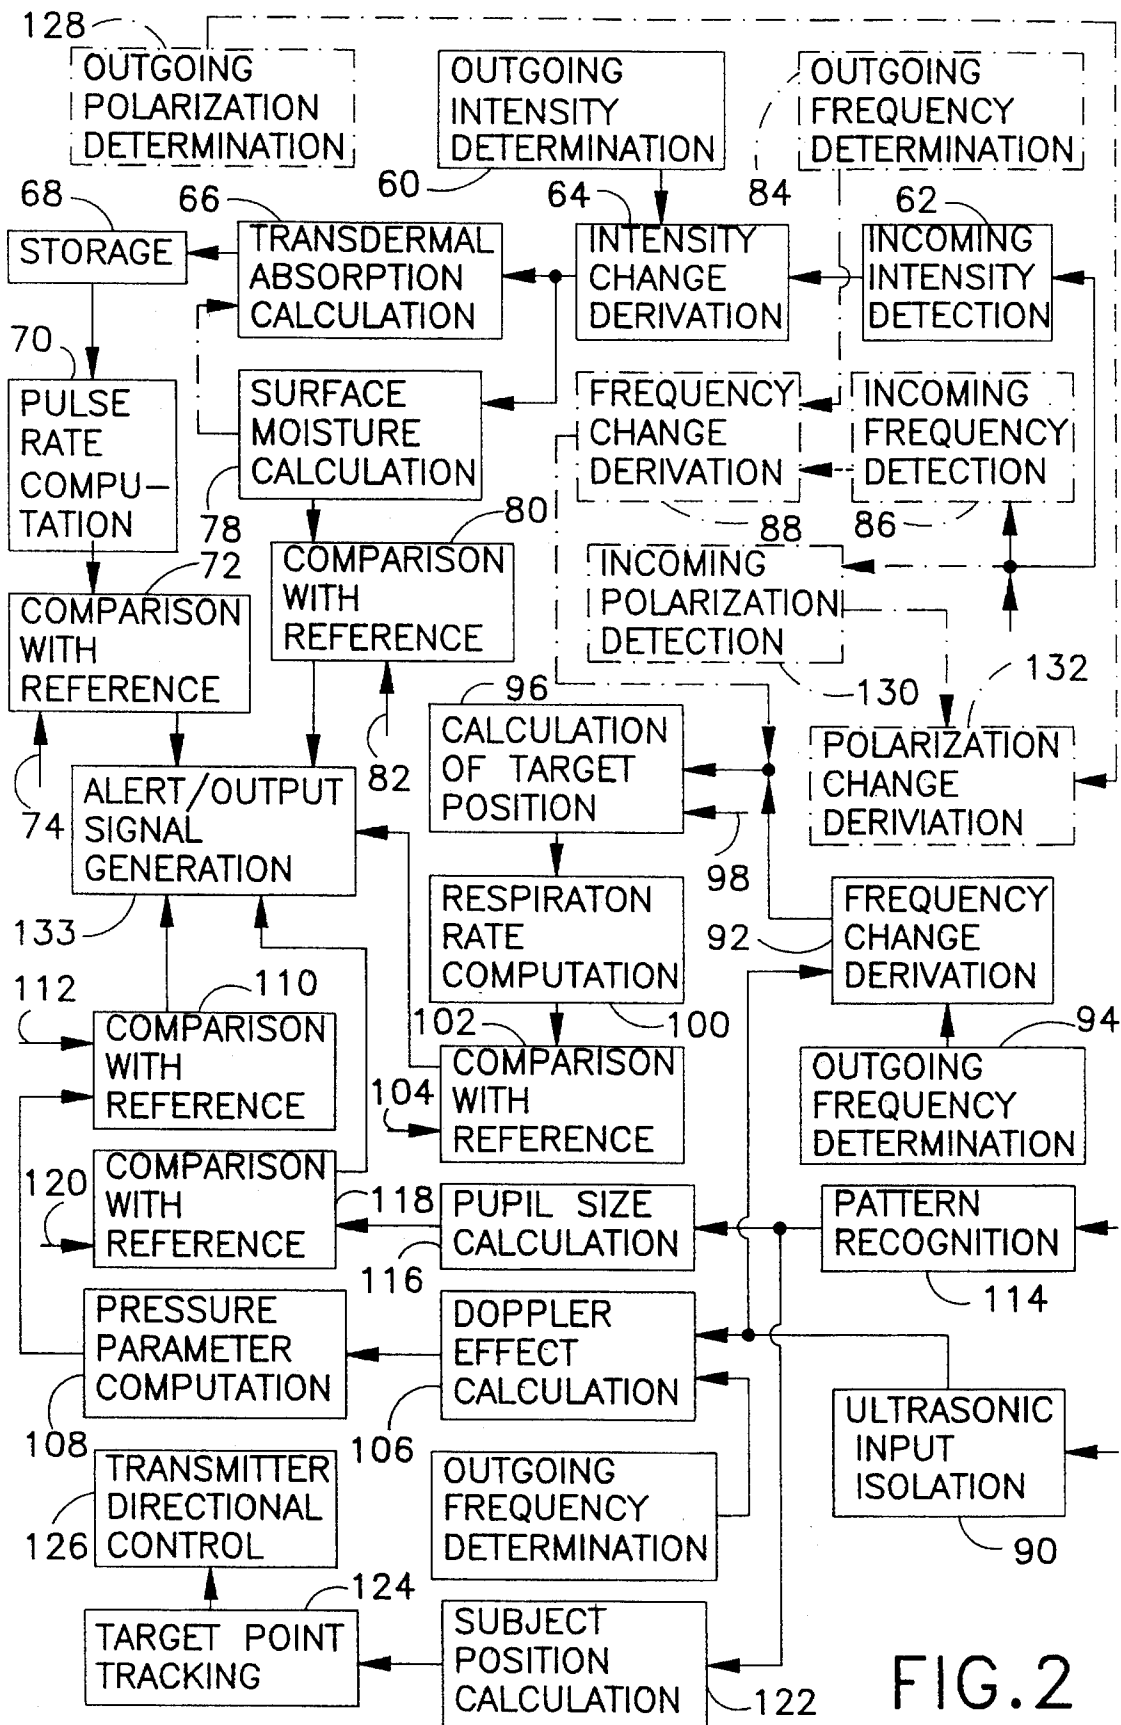 128
OUTGOING
POLARIZATION
DETERMINATION
OUTGOING
INTENSITY
DETERMINATION
60
OUTGOING
FREQUENCY
DETERMINATION
84
68
STORAGE
66
TRANSDERMAL
ABSORPTION
CALCULATION
64
INTENSITY
CHANGE
DERIVATION
62
INCOMING
INTENSITY
DETECTION
70
PULSE
RATE
COMPU-
TATION
SURFACE
MOISTURE
CALCULATION
78
FREQUENCY
CHANGE
DERIVATION
88
INCOMING
FREQUENCY
DETECTION
86
72
COMPARISON
WITH
REFERENCE
74
80
COMPARISON
WITH
REFERENCE
82
INCOMING
POLARIZATION
DETECTION
130
132
POLARIZATION
CHANGE
DERIVIATION
96
CALCULATION
OF TARGET
POSITION
98
ALERT/OUTPUT
SIGNAL
GENERATION
133
RESPIRATON
RATE
COMPUTATION
100
92
FREQUENCY
CHANGE
DERIVATION
112
110
COMPARISON
WITH
REFERENCE
102
COMPARISON
WITH
REFERENCE
104
94
OUTGOING
FREQUENCY
DETERMINATION
120
COMPARISON
WITH
REFERENCE
118
PUPIL SIZE
CALCULATION
116
PATTERN
RECOGNITION
114
PRESSURE
PARAMETER
COMPUTATION
108
DOPPLER
EFFECT
CALCULATION
106
ULTRASONIC
INPUT
ISOLATION
90
TRANSMITTER
DIRECTIONAL
CONTROL
126
OUTGOING
FREQUENCY
DETERMINATION
124
TARGET POINT
TRACKING
SUBJECT
POSITION
CALCULATION
122
FIG.2